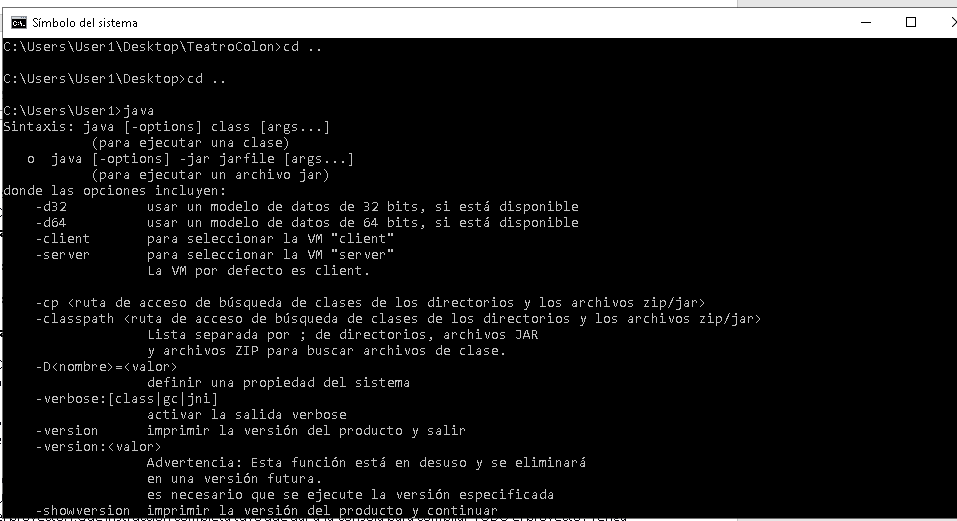 Símbolo del sistema
C:\Users\User1\Desktop\TeatroColon>cd ..
C:\Users\User1\Desktop>cd ..
C:\Users\User1>java
Sintaxis: java [-options] class [args...]
(para ejecutar una clase)
o java [-options] -jar jarfile [args...]
(para ejecutar un archivo jar)
donde las opciones incluyen:
-d32 usar un modelo de datos de 32 bits, si está disponible
-d64 usar un modelo de datos de 64 bits, si está disponible
-client para seleccionar la VM "client"
-server para seleccionar la VM "server"
La VM por defecto es client.
-cp <ruta de acceso de búsqueda de clases de los directorios y los archivos zip/jar>
-classpath <ruta de acceso de búsqueda de clases de los directorios y los archivos zip/jar>
Lista separada por ; de directorios, archivos JAR
y archivos ZIP para buscar archivos de clase.
-D<nombre>=<valor>
definir una propiedad del sistema
-verbose:[class|gc|jni]
activar la salida verbose
-version imprimir la versión del producto y salir
-version:<valor>
Advertencia: Esta función está en desuso y se eliminará
en una versión futura.
es necesario que se ejecute la versión especificada
-showversion imprimir la versión del producto y continuar